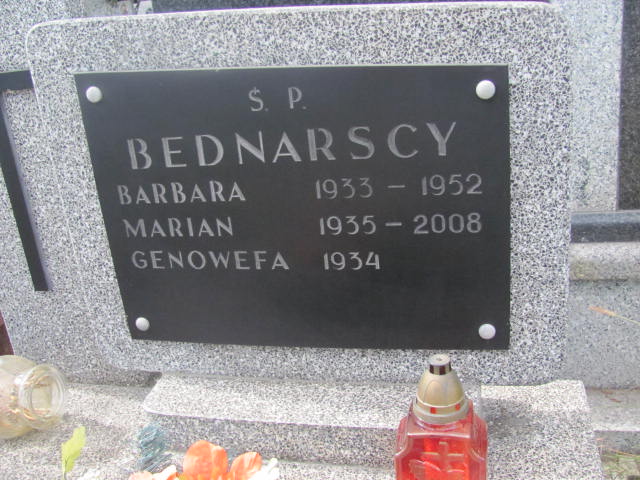 Ś. P.
BEDNARSCY
BARBARA 1933 – 1952
MARIAN 1935 – 2008
GENOWEFA 1934